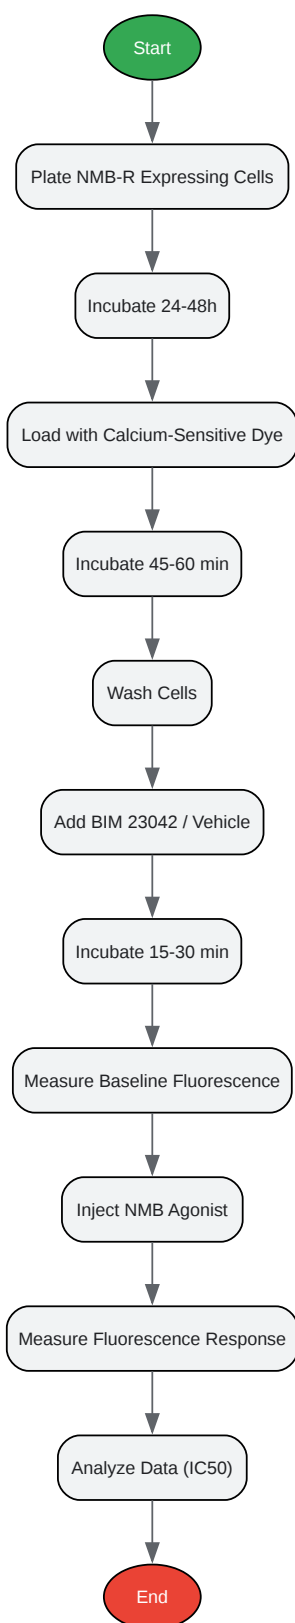 Start
Plate NMB-R Expressing Cells
Incubate 24-48h
Load with Calcium-Sensitive Dye
Incubate 45-60 min
Wash Cells
Add BIM 23042 / Vehicle
Incubate 15-30 min
Measure Baseline Fluorescence
Inject NMB Agonist
Measure Fluorescence Response
Analyze Data (IC50)
End